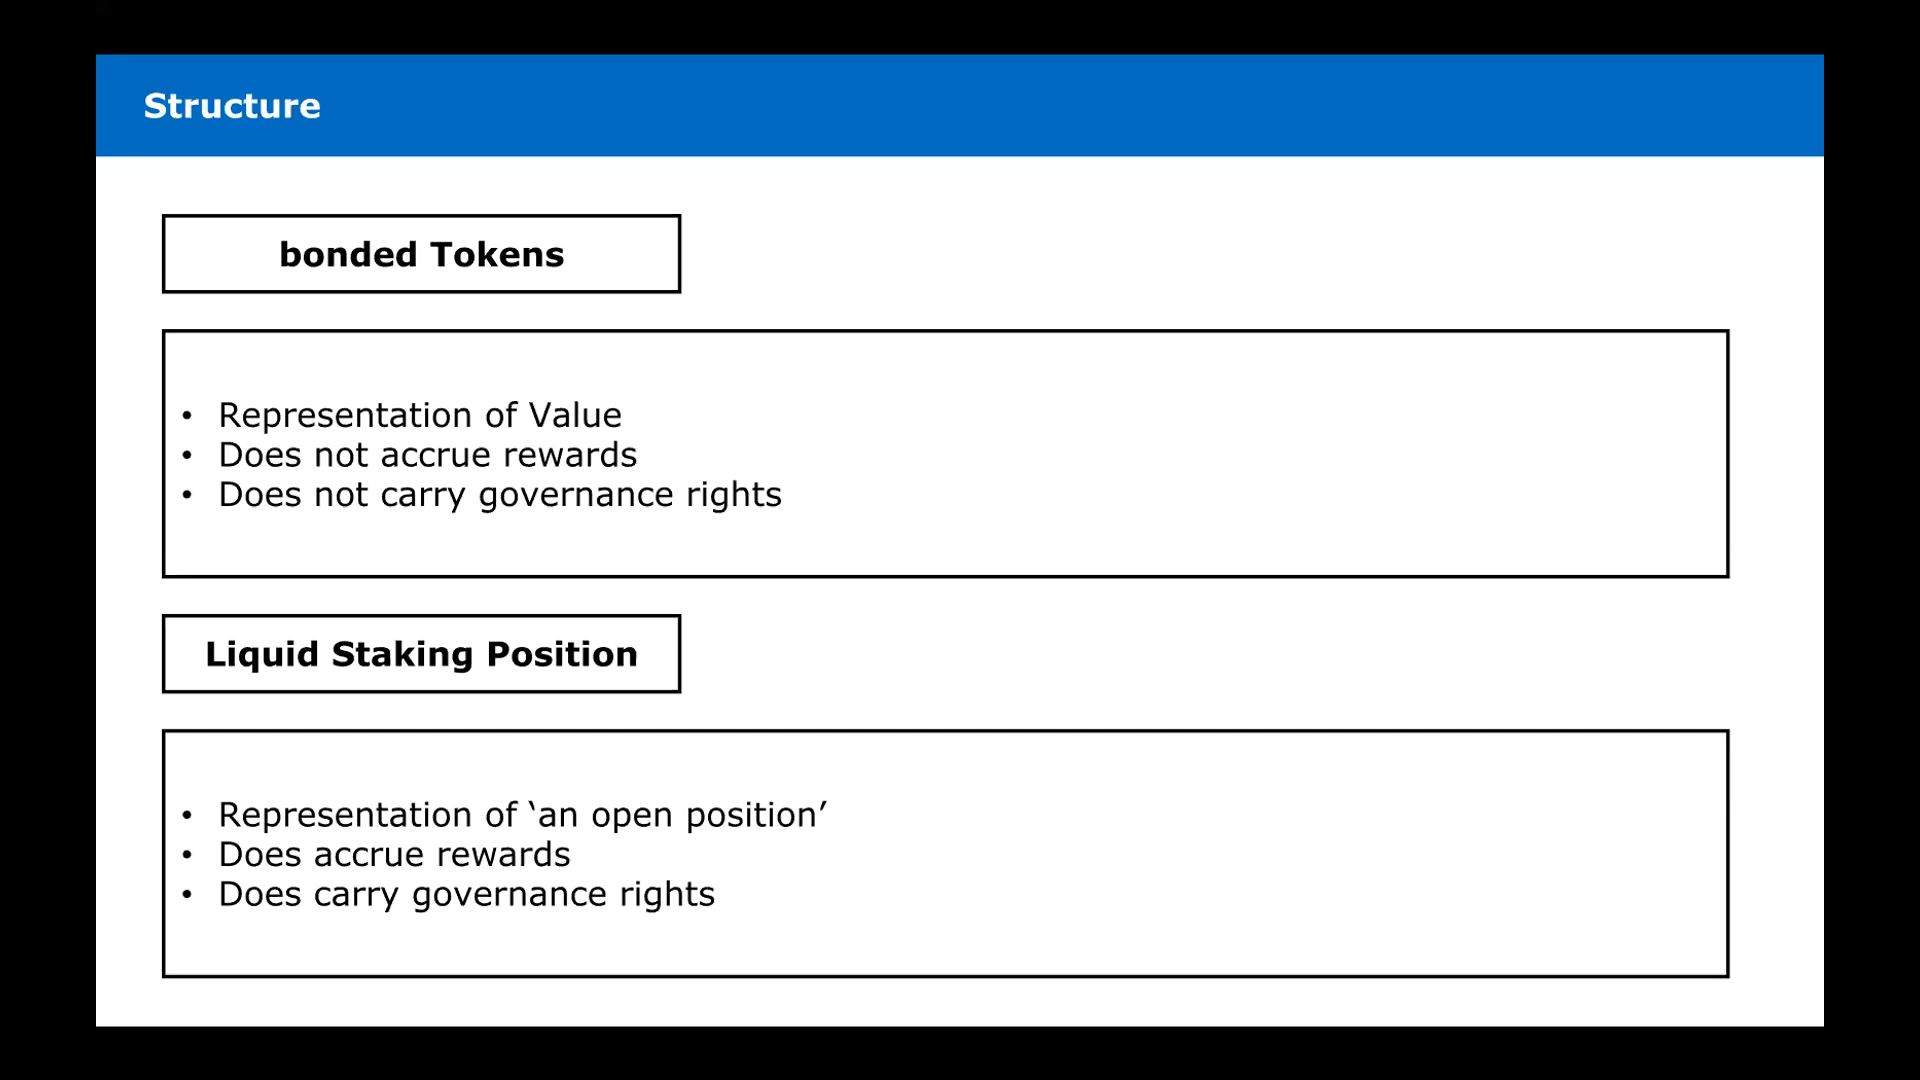 Structure
bonded Tokens
• Representation of Value
• Does not accrue rewards
• Does not carry governance rights
Liquid Staking Position
• Representation of ‘an open position’
• Does accrue rewards
• Does carry governance rights